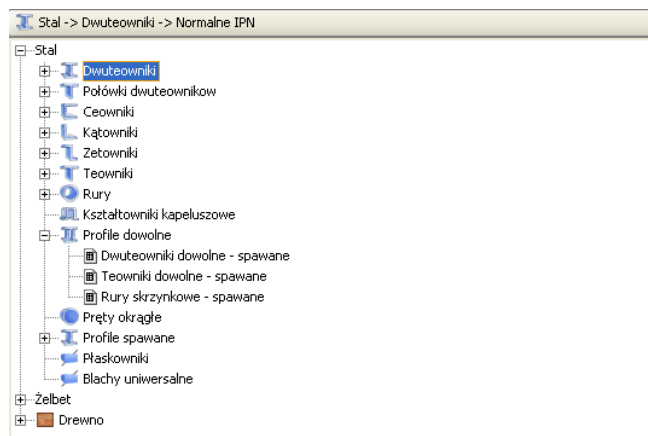 Stal -> Dwuteowniki -> Normalne IPN
Stal
Dwuteowniki
Połówki dwuteownikow
Ceowniki
Kątowniki
Zetowniki
Teowniki
Rury
Kształtowniki kapeluszowe
Profile dowolne
Dwuteowniki dowolne - spawane
Teowniki dowolne - spawane
Rury skrzynkowe - spawane
Pręty okrągłe
Profile spawane
Płaskowniki
Blachy uniwersalne
Żelbet
Drewno